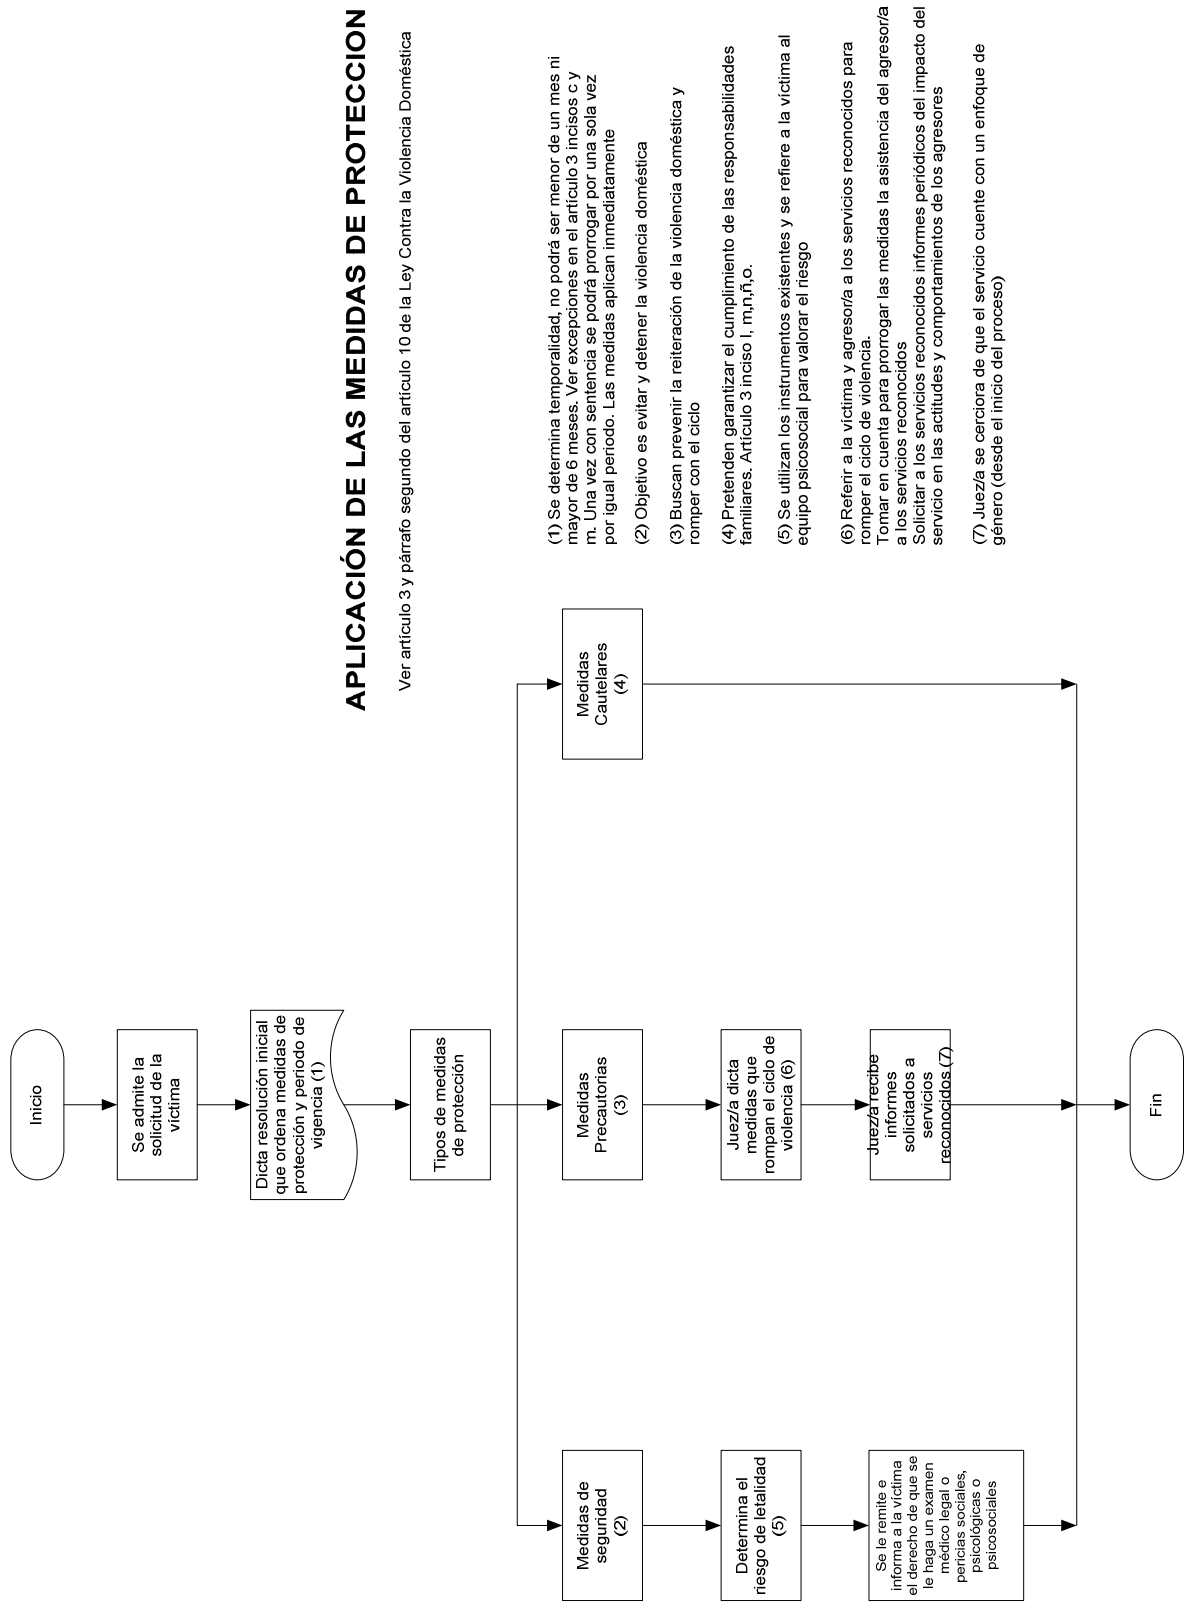 APLICACIÓN DE LAS MEDIDAS DE PROTECCION
Ver artículo 3 y párrafo segundo del artículo 10 de la Ley Contra la Violencia Doméstica
Inicio
Se admite la
solicitud de la
víctima
Dicta resolución inicial
que ordena medidas de
protección y periodo de
vigencia (1)
Tipos de medidas
de protección
Medidas de
seguridad
(2)
Determina el
riesgo de letalidad
(5)
Se le remite e
informa a la víctima
el derecho de que se
le haga un examen
médico legal o
pericias sociales,
psicológicas o
psicosociales
Medidas
Precautorias
(3)
Juez/a dicta
medidas que
rompan el ciclo de
violencia (6)
Juez/a recibe
informes
solicitados a
servicios
reconocidos (7)
Medidas
Cautelares
(4)
Fin
(1) Se determina temporalidad, no podrá ser menor de un mes ni
mayor de 6 meses. Ver excepciones en el artículo 3 incisos c y
m. Una vez con sentencia se podrá prorrogar por una sola vez
por igual periodo. Las medidas aplican inmediatamente
(2) Objetivo es evitar y detener la violencia doméstica
(3) Buscan prevenir la reiteración de la violencia doméstica y
romper con el ciclo
(4) Pretenden garantizar el cumplimiento de las responsabilidades
familiares. Artículo 3 inciso l, m,n,ñ,o.
(5) Se utilizan los instrumentos existentes y se refiere a la víctima al
equipo psicosocial para valorar el riesgo
(6) Referir a la víctima y agresor/a a los servicios reconocidos para
romper el ciclo de violencia.
Tomar en cuenta para prorrogar las medidas la asistencia del agresor/a
a los servicios reconocidos
Solicitar a los servicios reconocidos informes periódicos del impacto del
servicio en las actitudes y comportamientos de los agresores
(7) Juez/a se cerciora de que el servicio cuente con un enfoque de
género (desde el inicio del proceso)